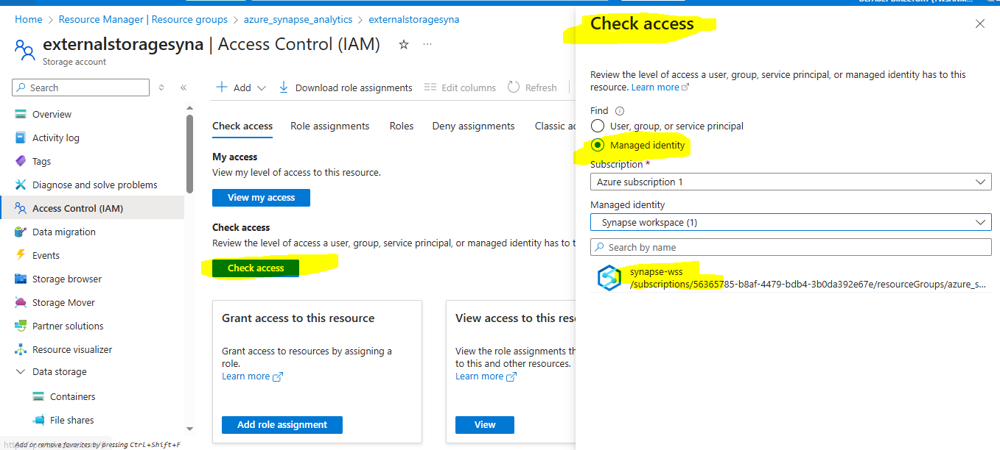 Home > Resource Manager | Resource groups > azure_synapse_analytics > externalstoragesyna
externalstoragesyna | Access Control (IAM)
Storage account
Search
Overview
Activity log
Tags
Diagnose and solve problems
Access Control (IAM)
Data migration
Events
Storage browser
Storage Mover
Partner solutions
Resource visualizer
Data storage
Containers
File shares
Add or remove favorites by pressing Ctrl+Shift+F
Add
Download role assignments
Edit columns
Refresh
Check access Role assignments Roles Deny assignments Classic ad
My access
View my level of access to this resource.
View my access
Check access
Review the level of access a user, group, service principal, or managed identity has to t
Check access
Grant access to this resource
Grant access to resources by assigning a
role.
Learn more
Add role assignment
View access to this res
View the role assignments th
to this and other resources.
Learn more
View
Check access
Review the level of access a user, group, service principal, or managed identity has to this
resource. Learn more
Find
User, group, or service principal
Managed identity
Subscription *
Azure subscription 1
Managed identity
Synapse workspace (1)
Search by name
synapse-wss
/subscriptions/56365785-b8af-4479-bdb4-3b0da392e67e/resourceGroups/azure_s...